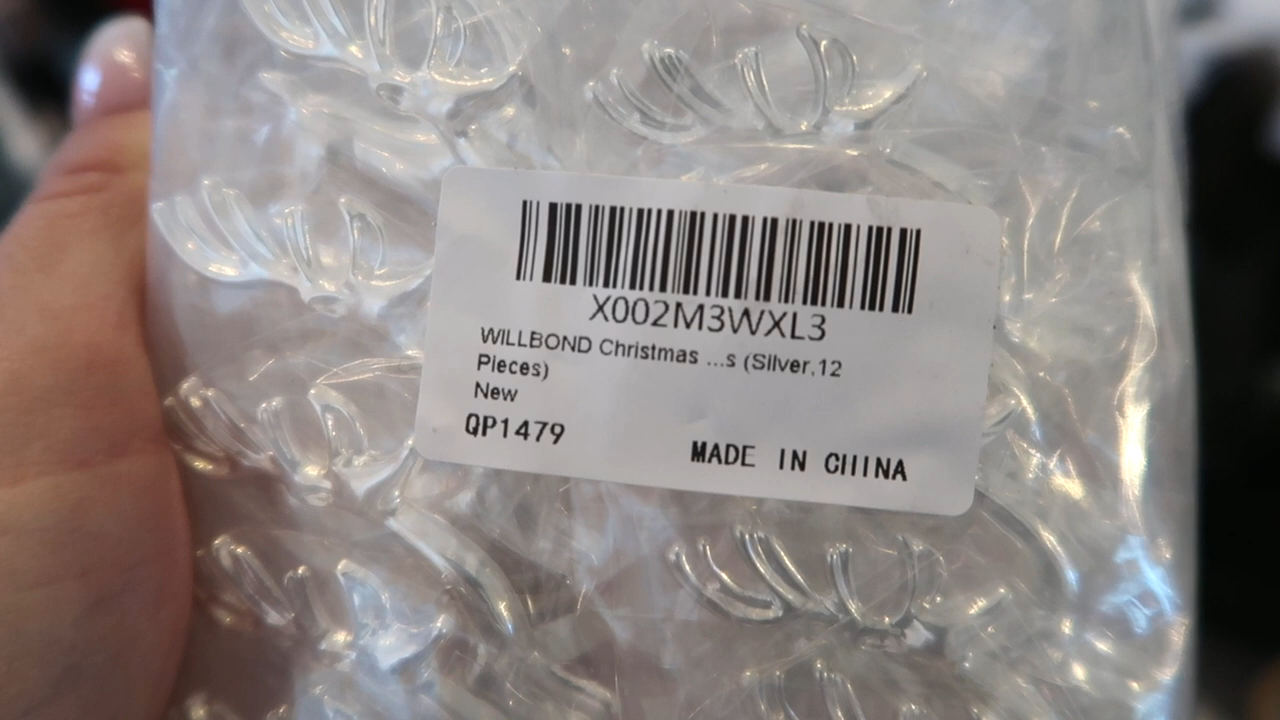 X002M3WXL3
WILLBOND Christmas ...s (Silver,12
Pieces)
New
QP1479
MADE IN CHINA